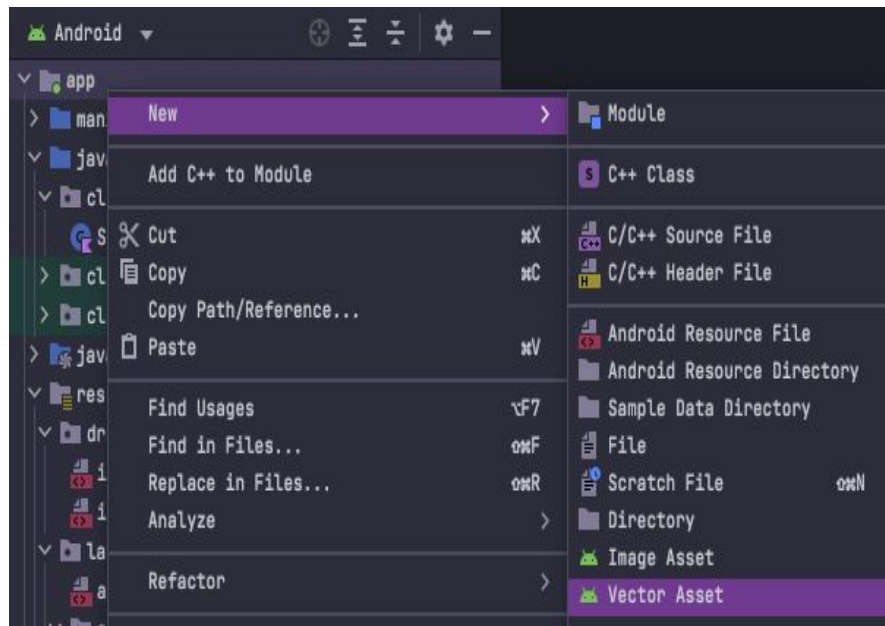 Android
app
man
New
Module
jav
Add C++ to Module
S C++ Class
cl
S
Cut ⌘X
C++ C/C++ Source File
cl
Copy ⌘C
H C/C++ Header File
cl
Copy Path/Reference...
jav
Paste ⌘V
Android Resource File
Android Resource Directory
res
Find Usages ⌥F7
Sample Data Directory
dr
Find in Files... ⇧⌘F
File
i
Replace in Files... ⇧⌘R
Scratch File ⇧⌘N
i
Analyze
Directory
la
Image Asset
a
Refactor
Vector Asset